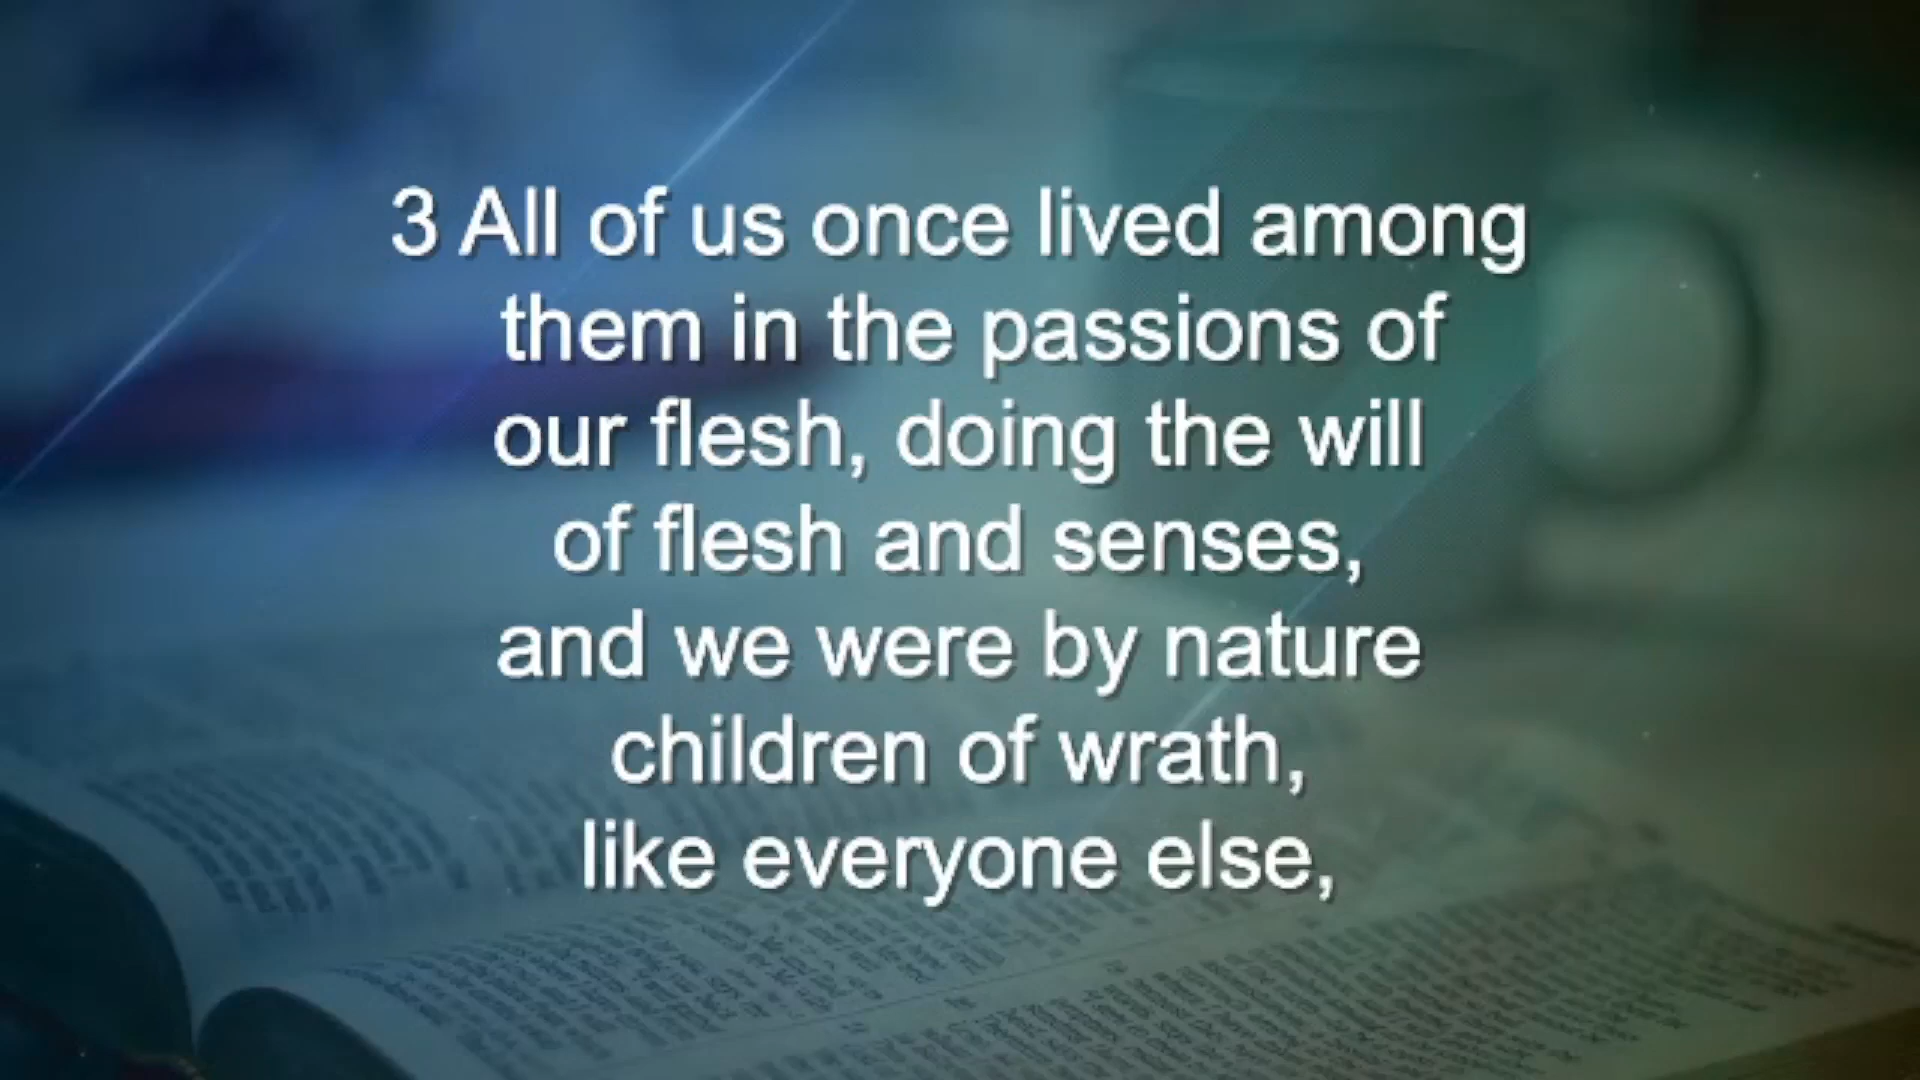 3 All of us once lived among
them in the passions of
our flesh, doing the will
of flesh and senses,
and we were by nature
children of wrath,
like everyone else,